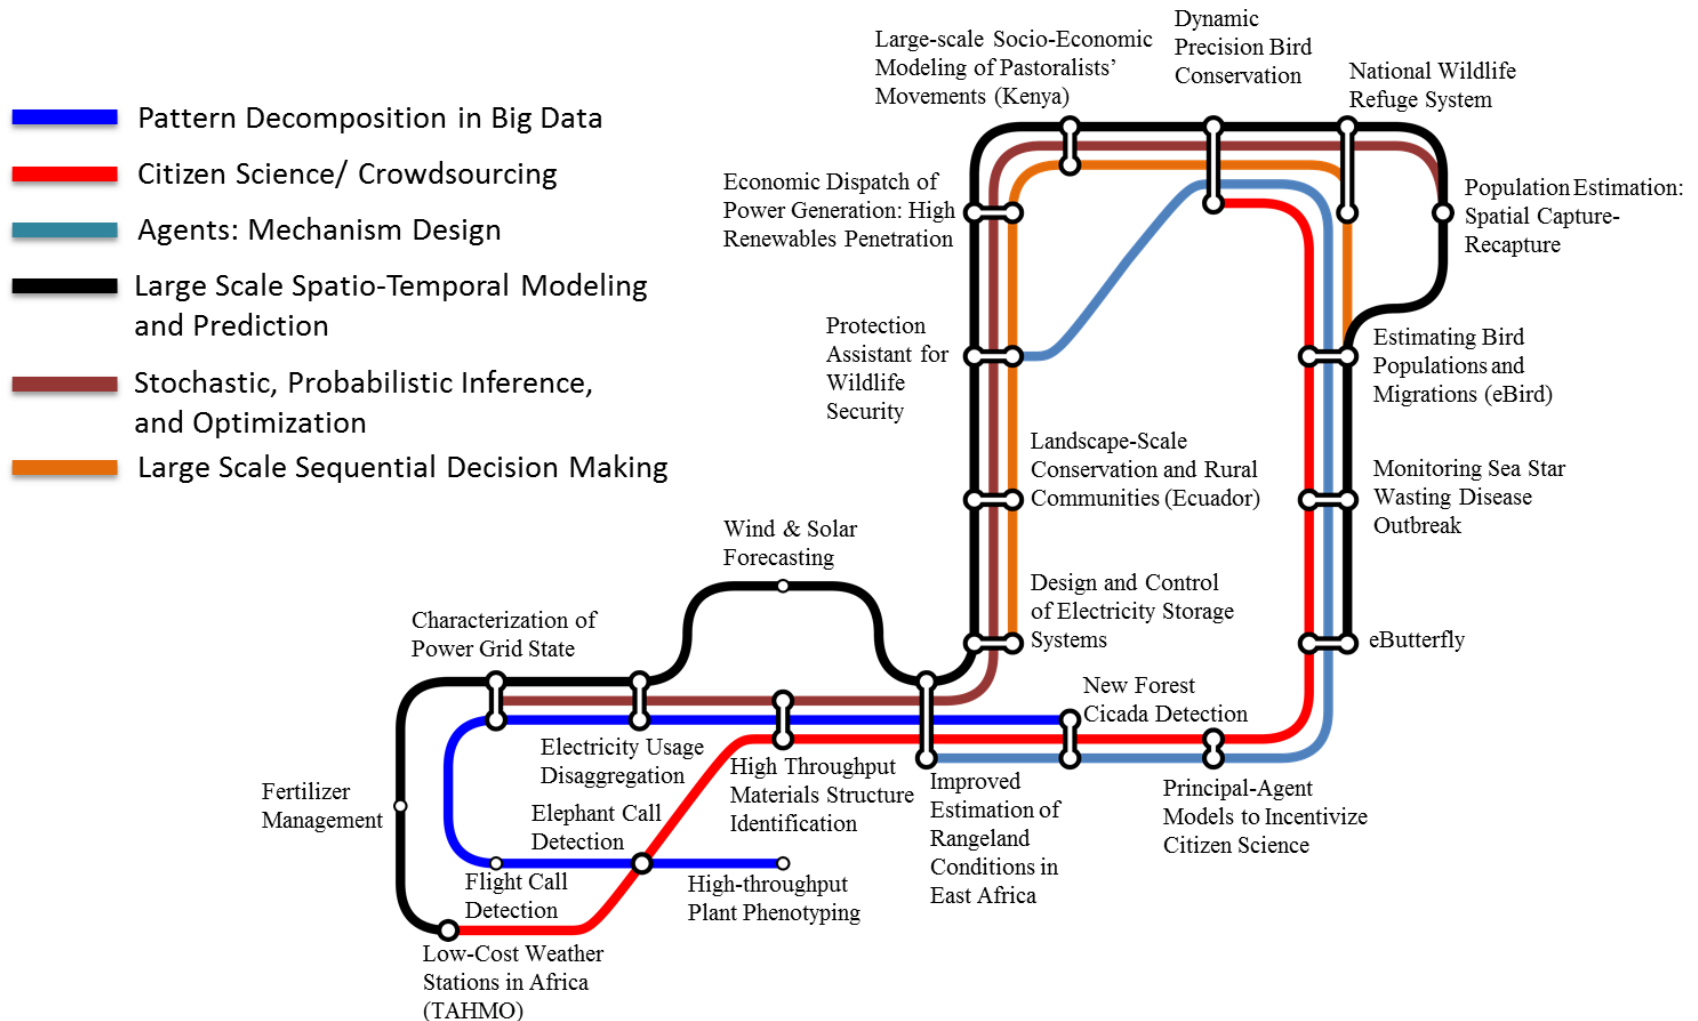 Pattern Decomposition in Big Data
Citizen Science/ Crowdsourcing
Agents: Mechanism Design
Large Scale Spatio-Temporal Modeling
and Prediction
Stochastic, Probabilistic Inference,
and Optimization
Large Scale Sequential Decision Making
Large-scale Socio-Economic
Modeling of Pastoralists’
Movements (Kenya)
Dynamic
Precision Bird
Conservation
National Wildlife
Refuge System
Economic Dispatch of
Power Generation: High
Renewables Penetration
Population Estimation:
Spatial Capture-
Recapture
Protection
Assistant for
Wildlife
Security
Estimating Bird
Populations and
Migrations (eBird)
Landscape-Scale
Conservation and Rural
Communities (Ecuador)
Monitoring Sea Star
Wasting Disease
Outbreak
Wind & Solar
Forecasting
Design and Control
of Electricity Storage
Systems
eButterfly
Characterization of
Power Grid State
New Forest
Cicada Detection
Electricity Usage
Disaggregation
High Throughput
Materials Structure
Identification
Improved
Estimation of
Rangeland
Conditions in
East Africa
Principal-Agent
Models to Incentivize
Citizen Science
Fertilizer
Management
Elephant Call
Detection
Flight Call
Detection
High-throughput
Plant Phenotyping
Low-Cost Weather
Stations in Africa
(TAHMO)